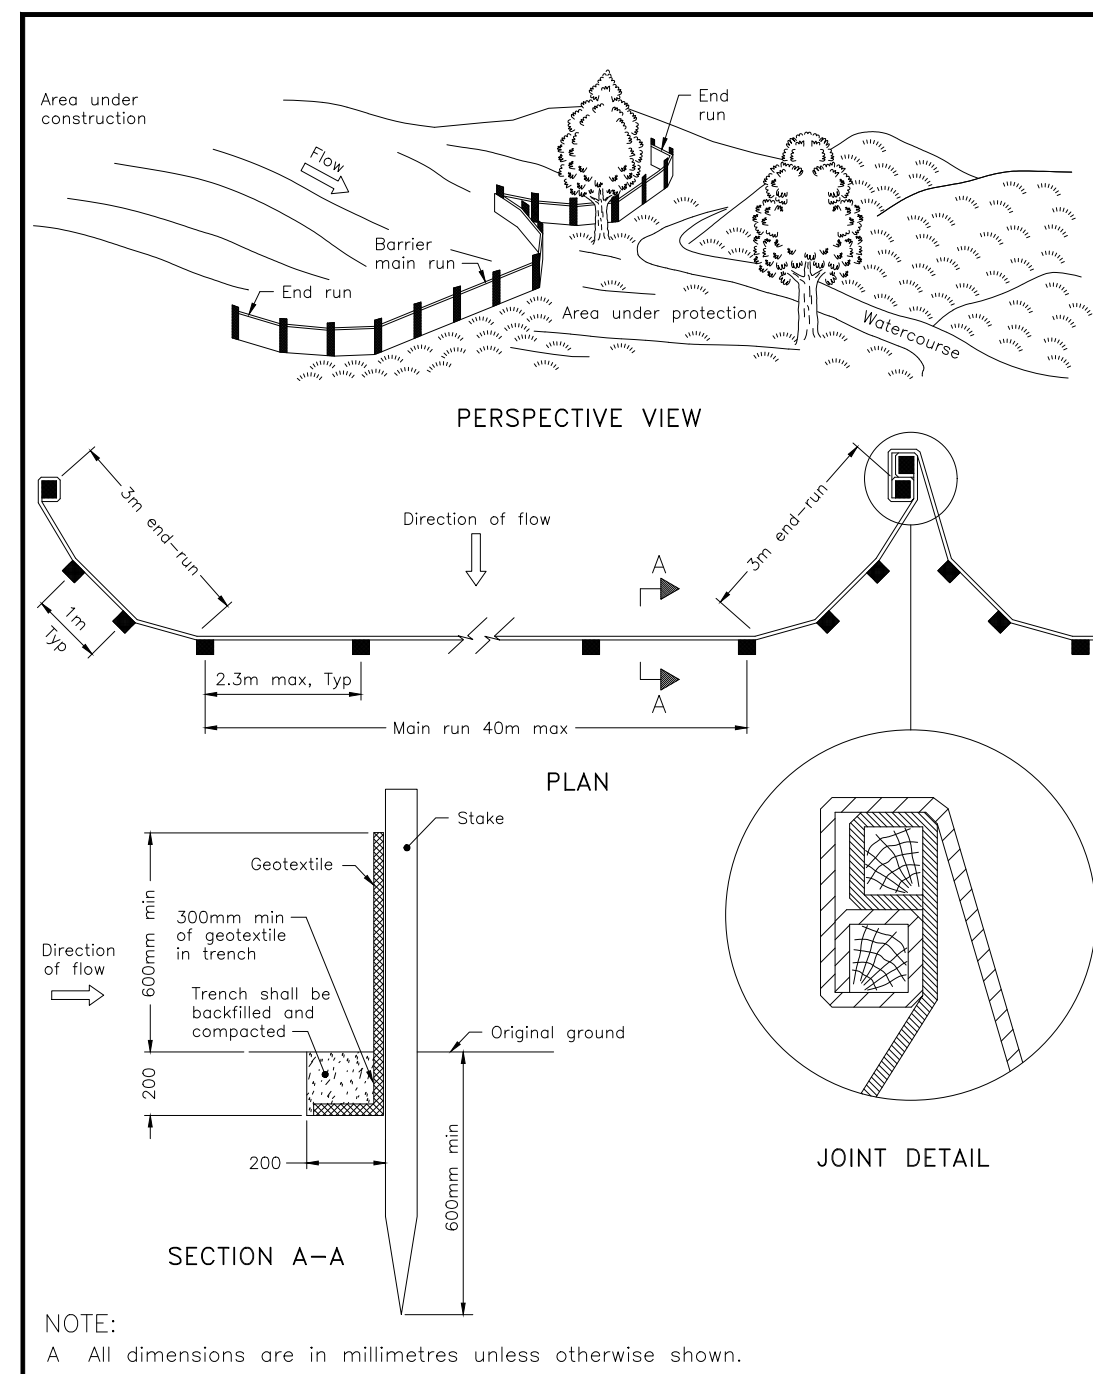 Area under
construction
Flow
End
run
Barrier
main run
End run
Area under protection
Watercourse
PERSPECTIVE VIEW
3m end-run
Direction of flow
3m end-run
A
1m
Typ
2.3m max, Typ
A
Main run 40m max
PLAN
Stake
Geotextile
600mm min
300mm min
of geotextile
in trench
Direction
of flow
Trench shall be
backfilled and
compacted
Original ground
200
200
600mm min
JOINT DETAIL
SECTION A-A
NOTE:
A All dimensions are in millimetres unless otherwise shown.